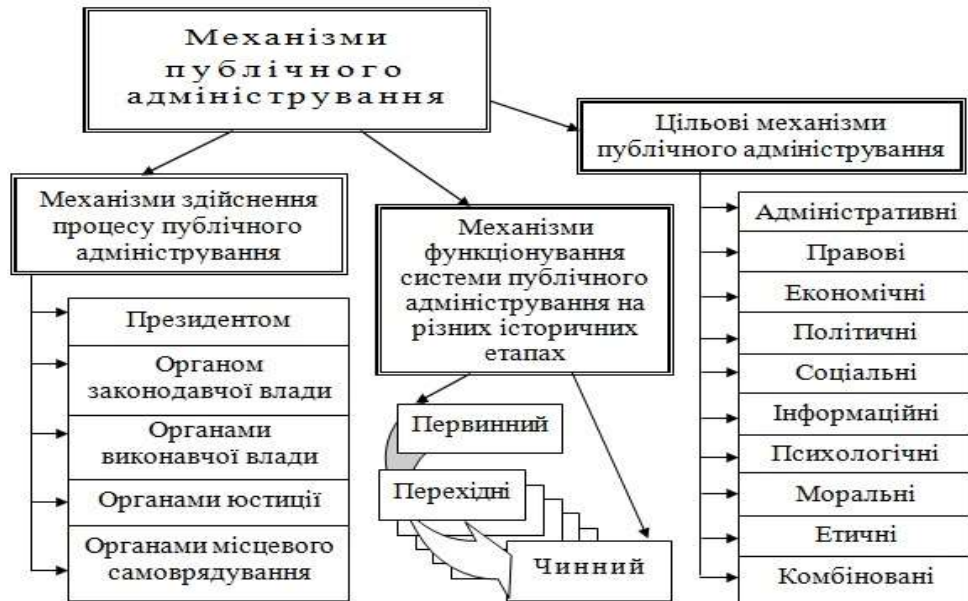 Механізми
публічного
адміністрування
Цільові механізми
публічного адміністрування
Механізми здійснення
процесу публічного
адміністрування
Механізми
функціонування
системи публічного
адміністрування на
різних історичних
етапах
Президентом
Органом
законодавчої влади
Органами
виконавчої влади
Органами юстиції
Органами місцевого
самоврядування
Первинний
Перехідні
Чинний
Адміністративні
Правові
Економічні
Політичні
Соціальні
Інформаційні
Психологічні
Моральні
Етичні
Комбіновані